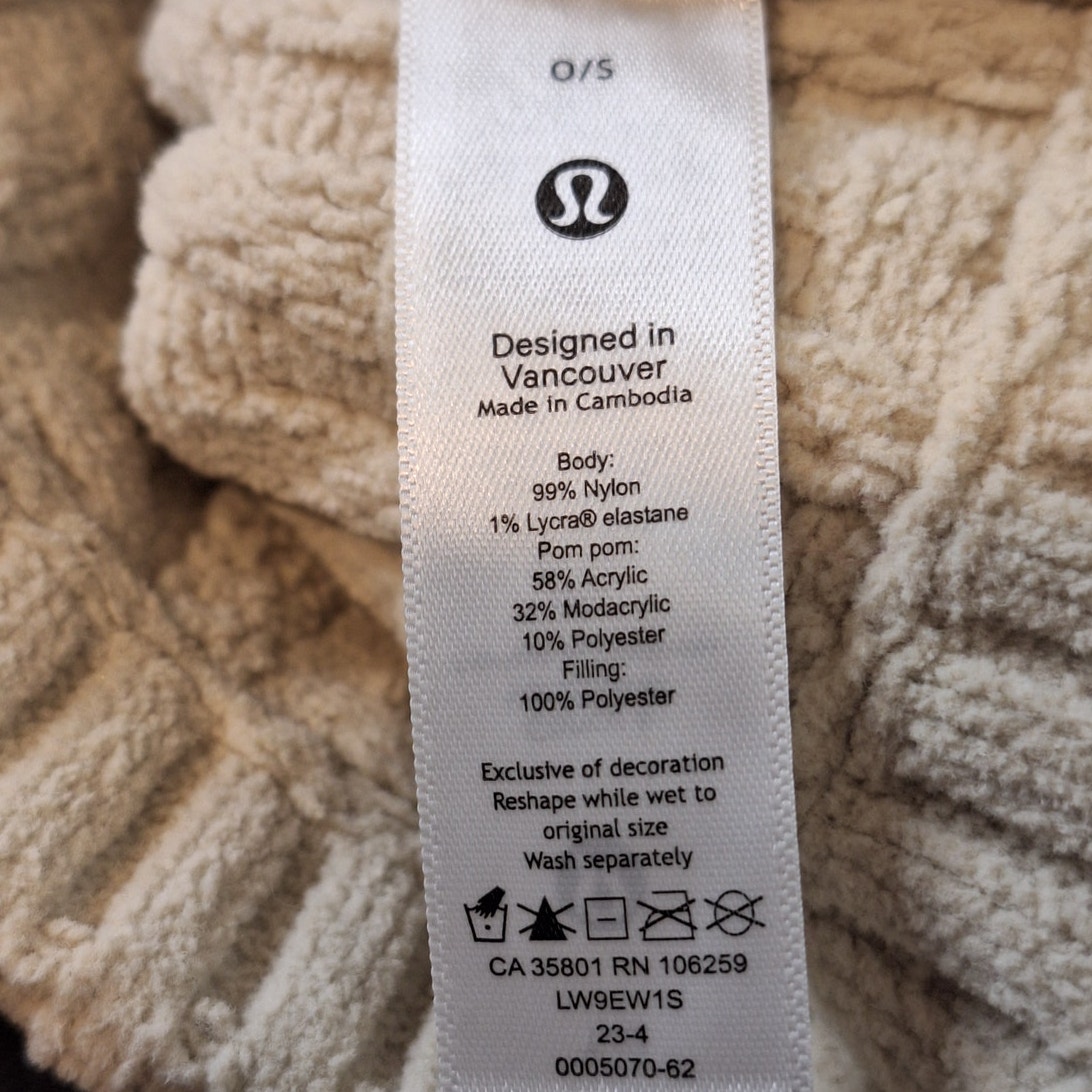 O/S
Designed in
Vancouver
Made in Cambodia
Body:
99% Nylon
1% Lycra® elastane
Pom pom:
58% Acrylic
32% Modacrylic
10% Polyester
Filling:
100% Polyester
Exclusive of decoration
Reshape while wet to
original size
Wash separately
CA 35801 RN 106259
LW9EW1S
23-4
0005070-62